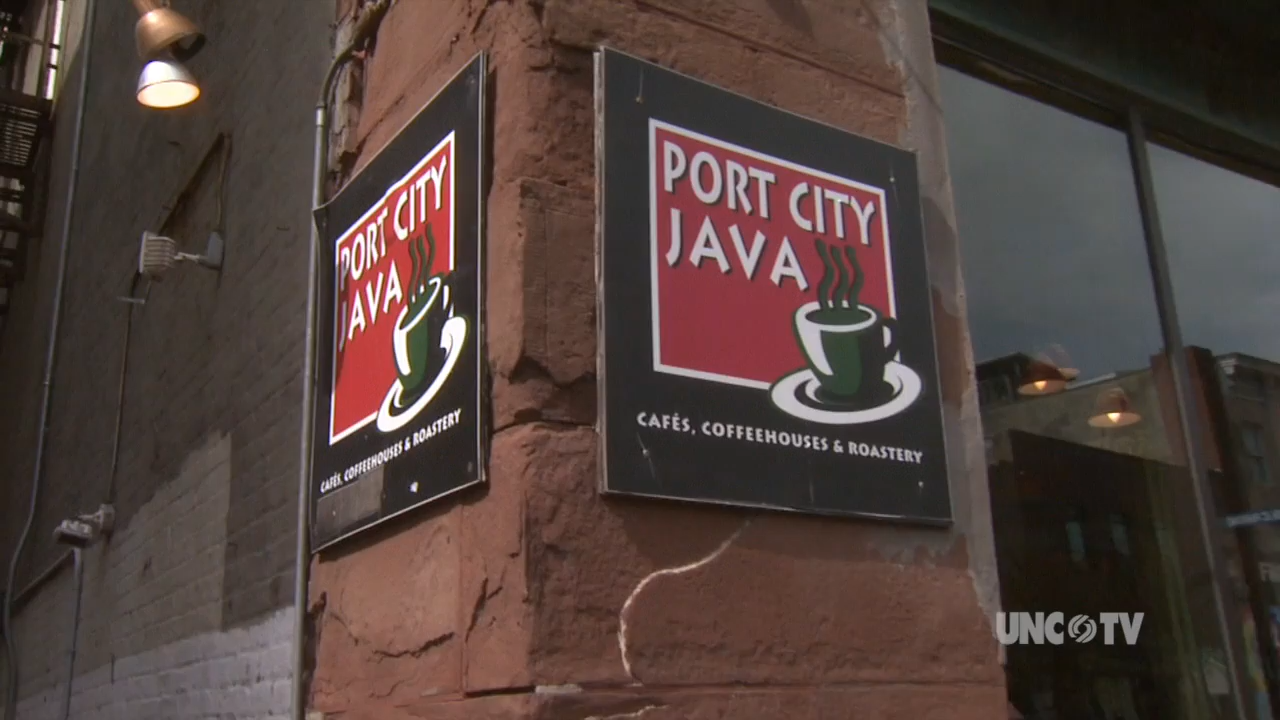 PORT CITY
JAVA
CAFÉS, COFFEEHOUSES & ROASTERY
PORT CITY
JAVA
CAFÉS, COFFEEHOUSES & ROASTERY
UNC TV